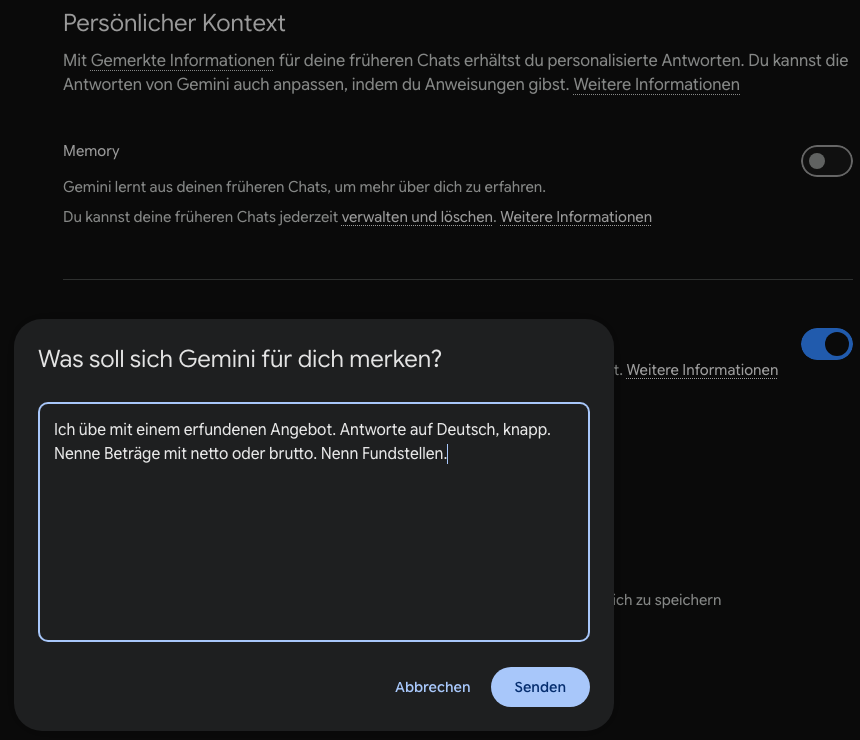 Persönlicher Kontext
Mit Gemerkte Informationen für deine früheren Chats erhältst du personalisierte Antworten. Du kannst die
Antworten von Gemini auch anpassen, indem du Anweisungen gibst. Weitere Informationen
Memory
Gemini lernt aus deinen früheren Chats, um mehr über dich zu erfahren.
Du kannst deine früheren Chats jederzeit verwalten und löschen. Weitere Informationen
t. Weitere Informationen
Was soll sich Gemini für dich merken?
Ich übe mit einem erfundenen Angebot. Antworte auf Deutsch, knapp.
Nenne Beträge mit netto oder brutto. Nenn Fundstellen.
ich zu speichern
Abbrechen Senden